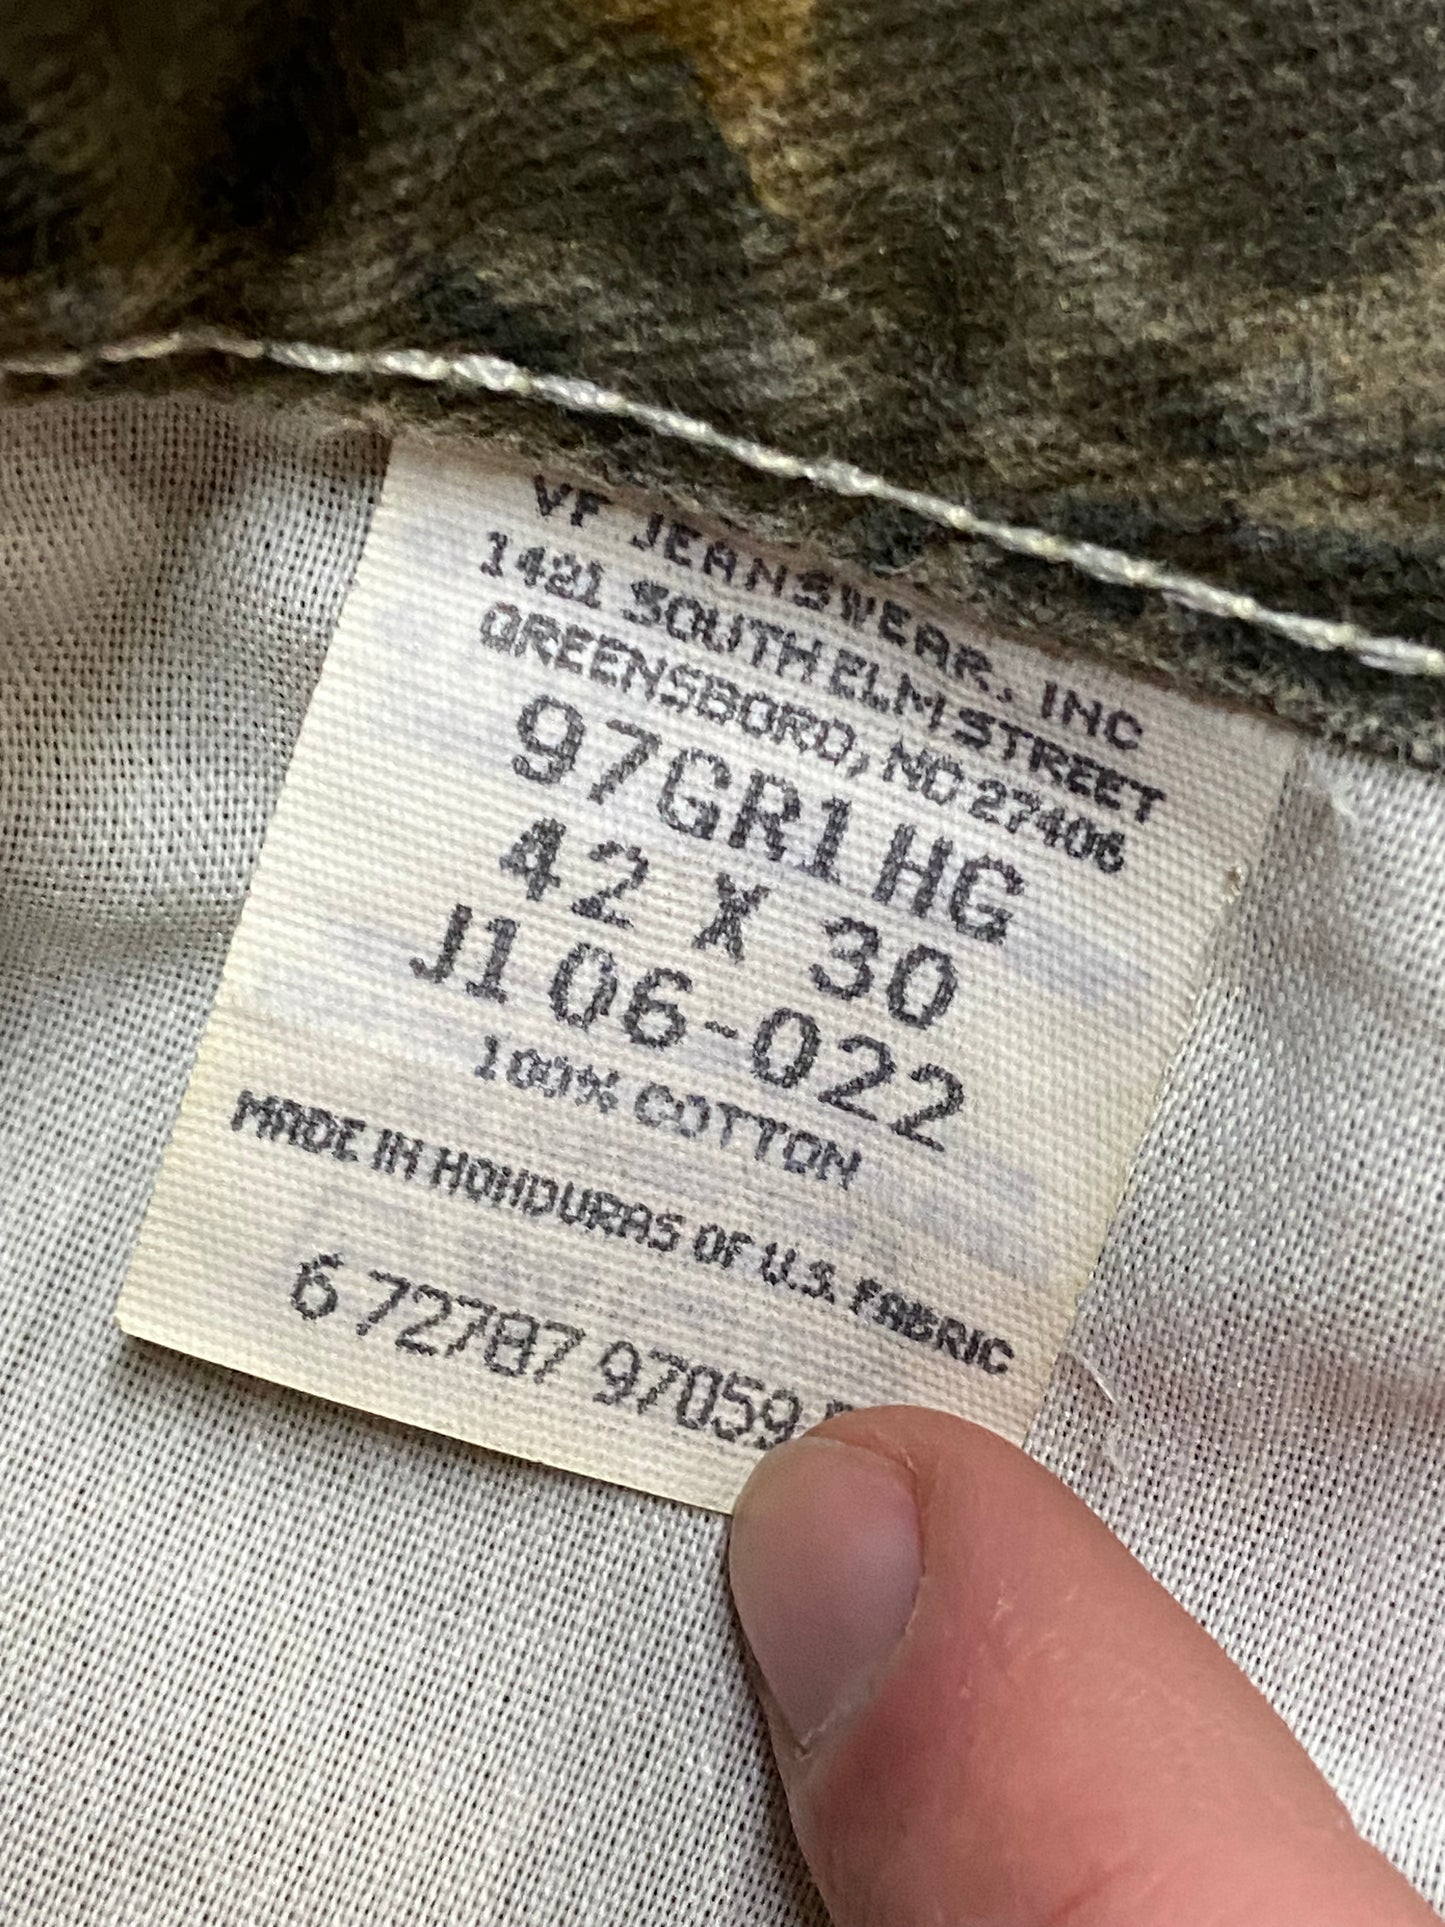 VF JEANSWEAR, INC
1421 SOUTH ELM STREET
GREENSBORO, NC 27406
97GR1HG
42 X 30
J106-022
100% COTTON
MADE IN HONDURAS OF U.S. FABRIC
6 72787 97059